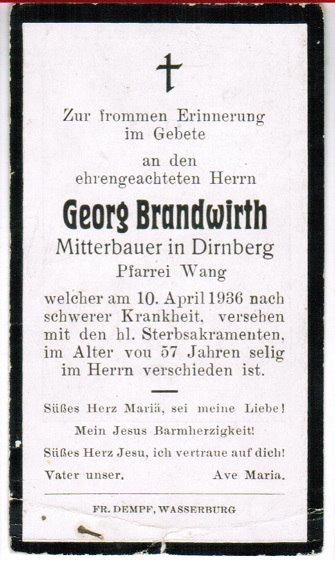 Zur frommen Erinnerung
im Gebete
an den
ehrengeachteten Herrn
Georg Brandwirth
Mitterbauer in Dirnberg
Pfarrei Wang
welcher am 10. April 1936 nach
schwerer Krankheit, versehen
mit den hl. Sterbsakramenten,
im Alter vou 57 Jahren selig
im Herrn verschieden ist.
Süßes Herz Mariä, sei meine Liebe!
Mein Jesus Barmherzigkeit!
Süßes Herz Jesu, ich vertraue auf dich!
Vater unser. Ave Maria.
FR. DEMPF, WASSERBURG